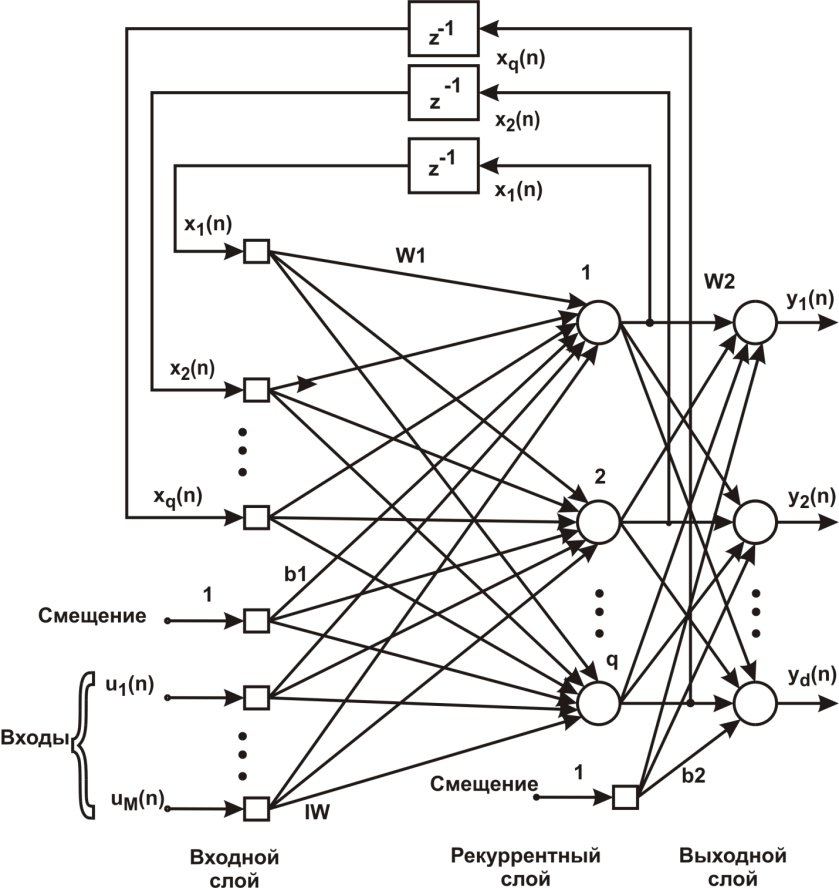 z-1
xq(n)
z-1
x2(n)
z-1
x1(n)
x1(n)
W1
1
W2
y1(n)
x2(n)
2
xq(n)
y2(n)
b1
Смещение
1
q
u1(n)
yd(n)
Входы
Смещение
1
b2
uM(n)
IW
Входной
слой
Рекуррентный
слой
Выходной
слой